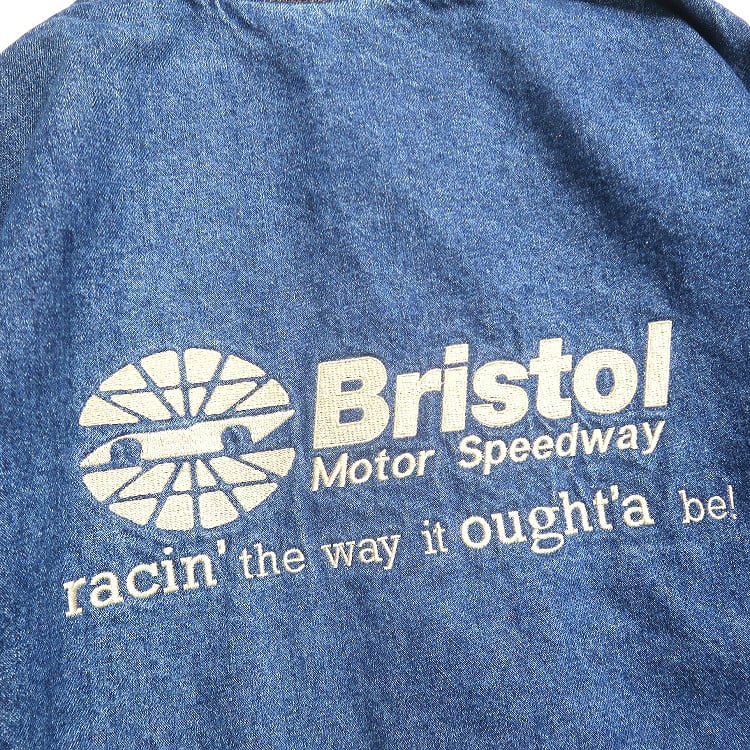 Bristol
Motor Speedway
racin' the way it ought'a be!